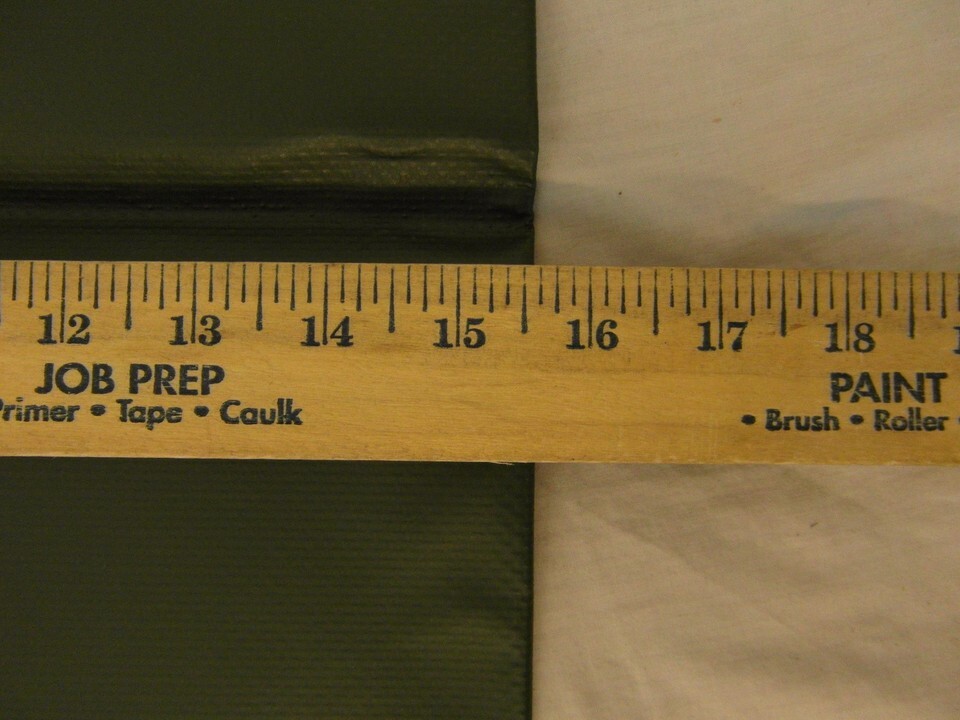 12 13 14 15 16 17 18
JOB PREP PAINT
Primer • Tape • Caulk • Brush • Roller •